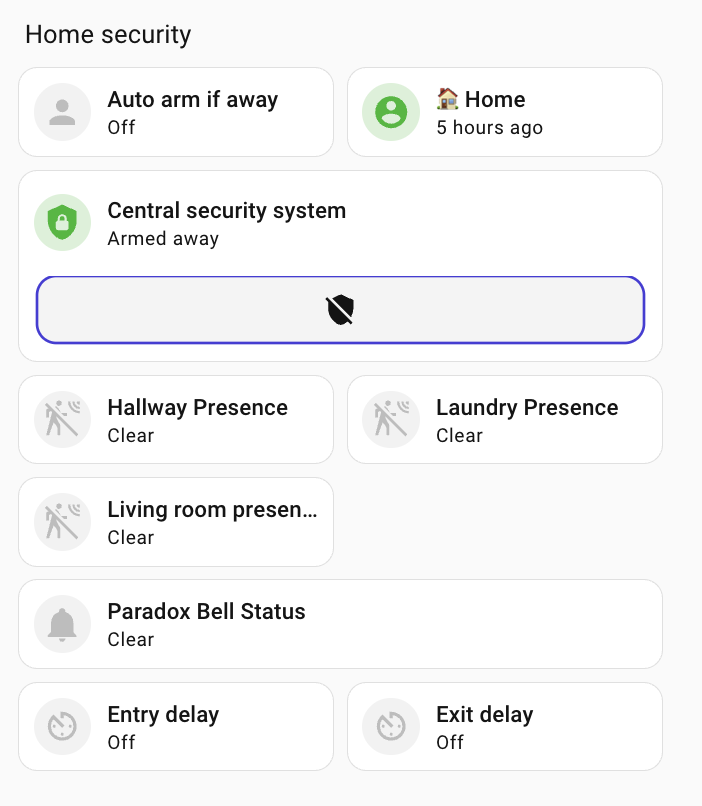 Home security
Auto arm if away
Off
🏠 Home
5 hours ago
Central security system
Armed away
Hallway Presence
Clear
Laundry Presence
Clear
Living room presen...
Clear
Paradox Bell Status
Clear
Entry delay
Off
Exit delay
Off